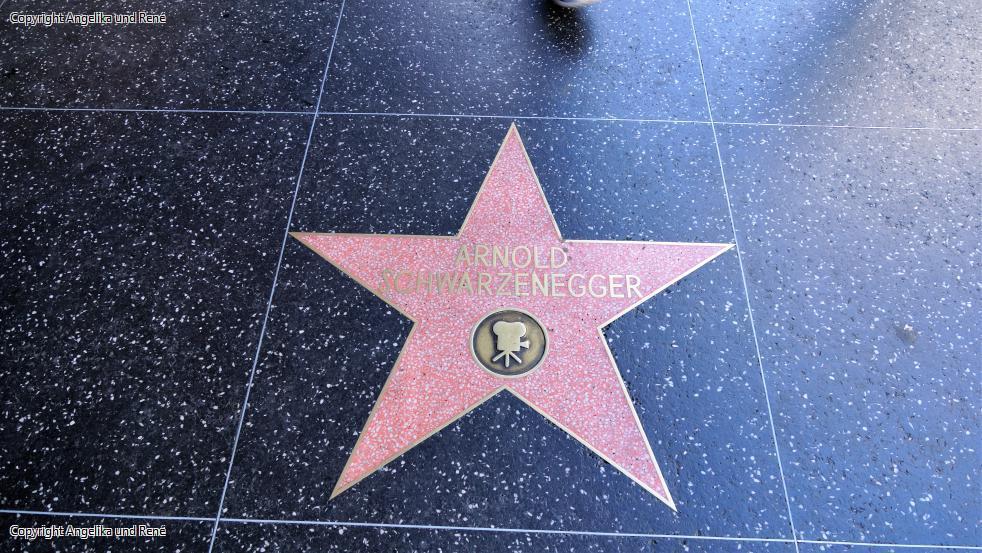 Copyright Angelika und René
ARNOLD
SCHWARZENEGGER
Copyright Angelika und René